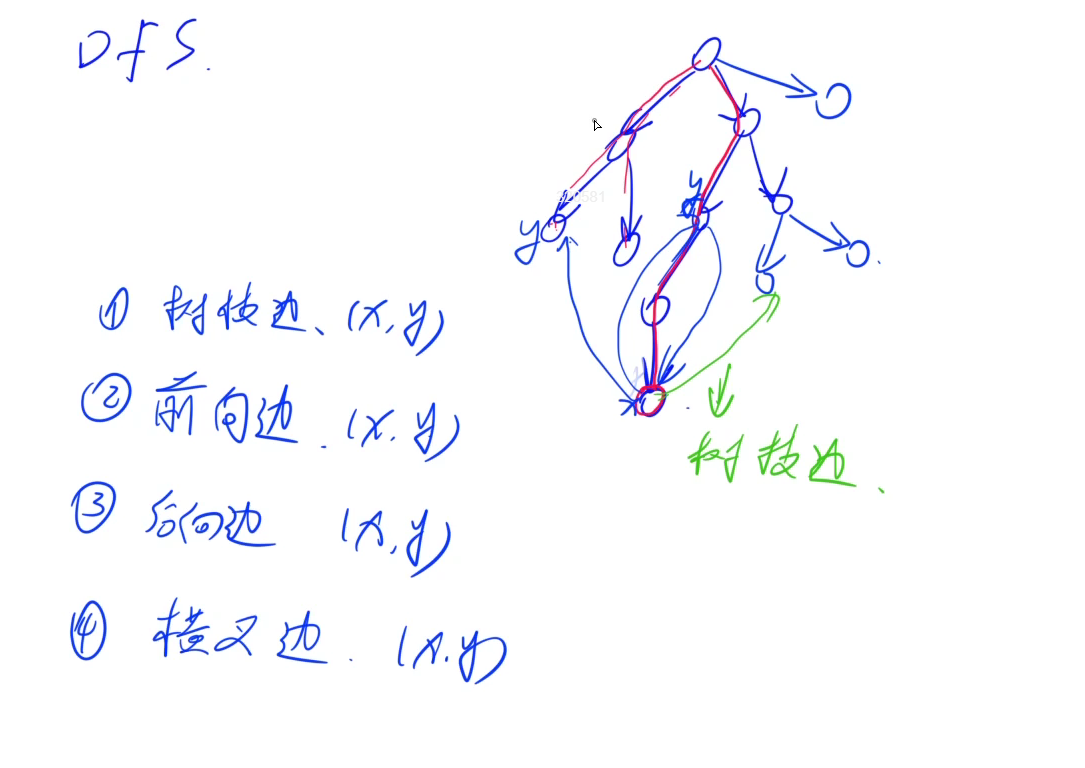 DFS.
y
y
x
① 树枝边、(x, y)
② 前向边. (x. y)
③ 后向边 (x, y)
④ 横叉边. (x. y)
树枝边、